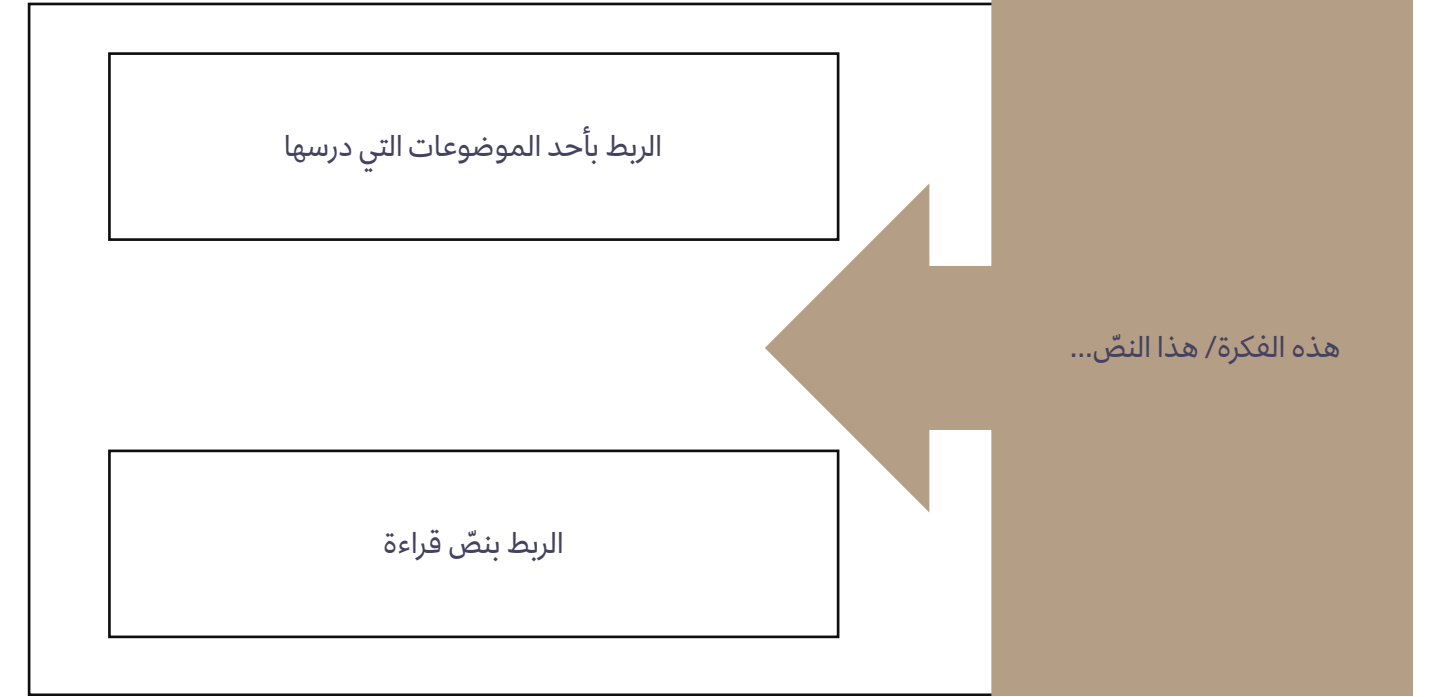 هذه الفكرة/ هذا النصّ...
الربط بأحد الموضوعات التي درسها
الربط بنصّ قراءة